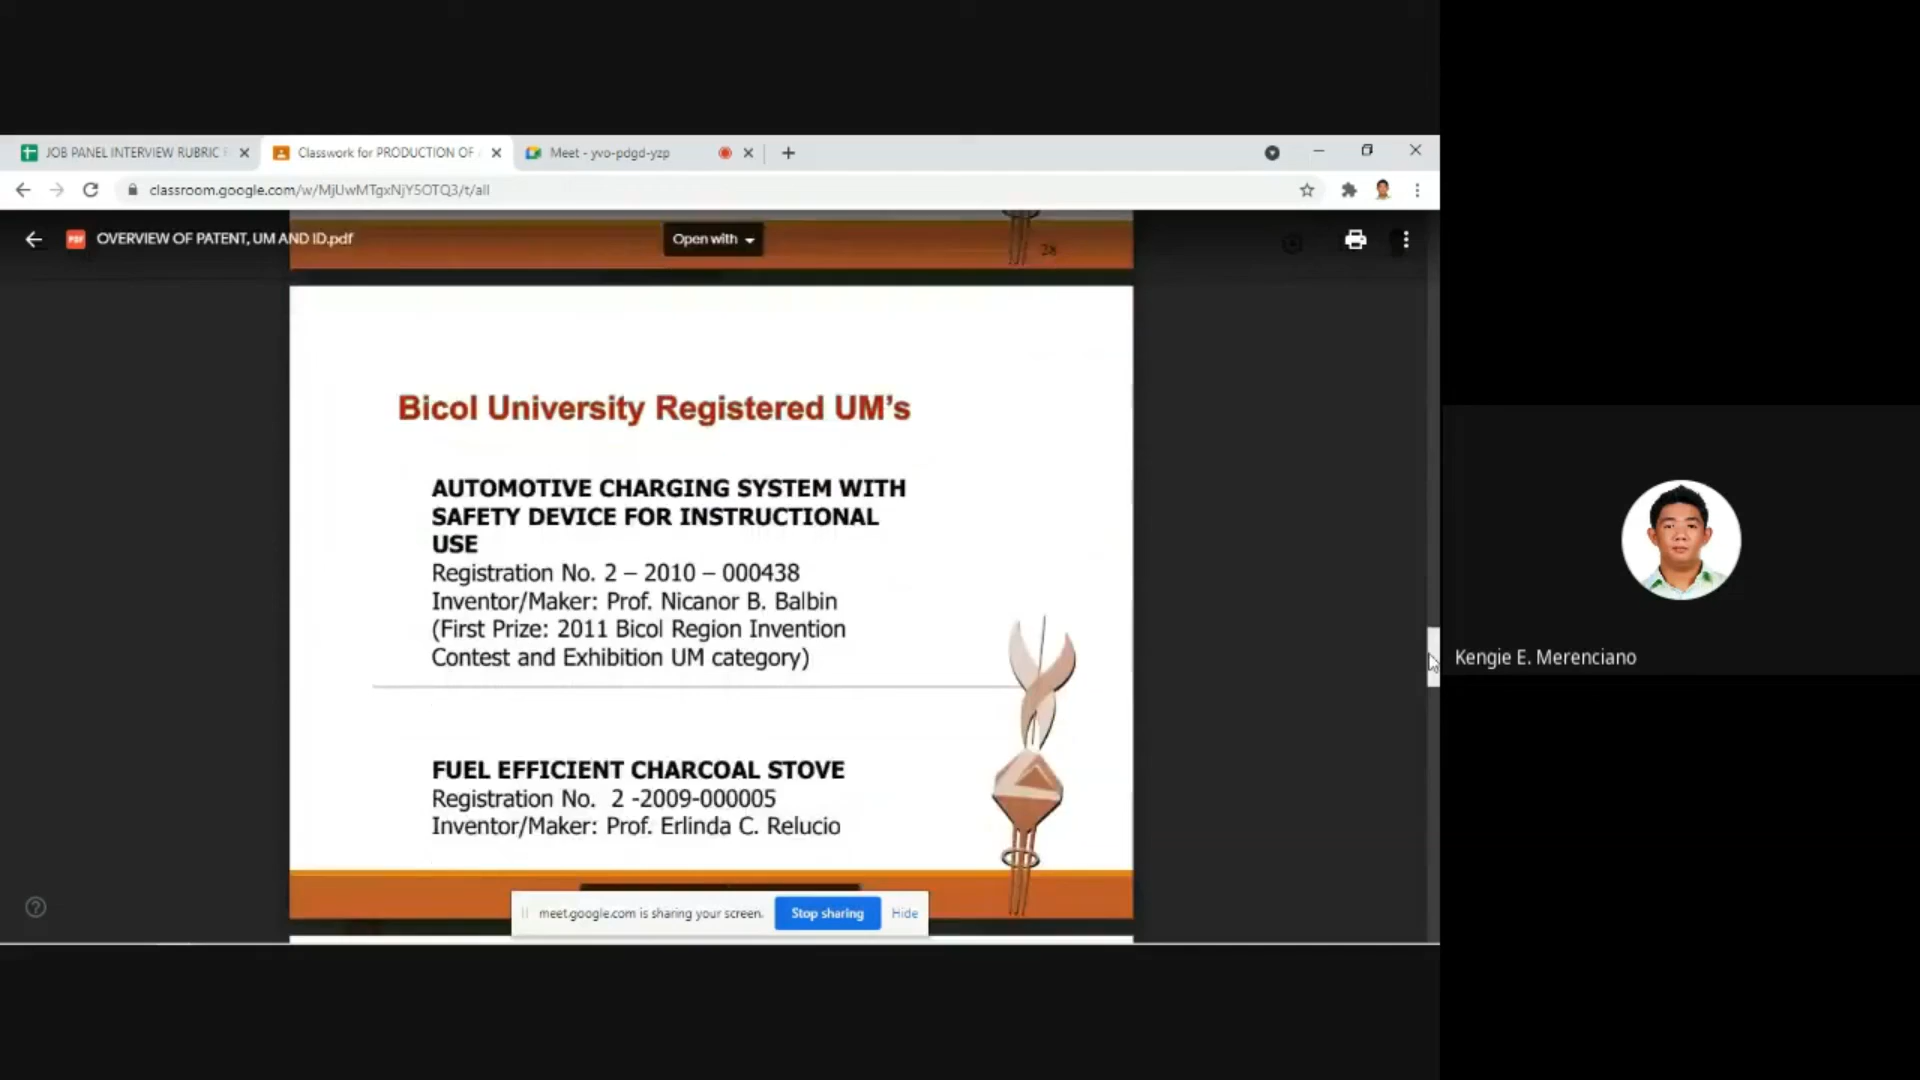 JOB PANEL INTERVIEW RUBRIC
Classwork for PRODUCTION OF
Meet - yvo-pdgd-yzp
classroom.google.com/w/MjUwMTgxNjY5OTQ3/t/all
PDF
OVERVIEW OF PATENT, UM AND ID.pdf
Open with
28
Bicol University Registered UM’s
AUTOMOTIVE CHARGING SYSTEM WITH
SAFETY DEVICE FOR INSTRUCTIONAL
USE
Registration No. 2 – 2010 – 000438
Inventor/Maker: Prof. Nicanor B. Balbin
(First Prize: 2011 Bicol Region Invention
Contest and Exhibition UM category)
Kengie E. Merenciano
FUEL EFFICIENT CHARCOAL STOVE
Registration No. 2 -2009-000005
Inventor/Maker: Prof. Erlinda C. Relucio
meet.google.com is sharing your screen.
Stop sharing
Hide